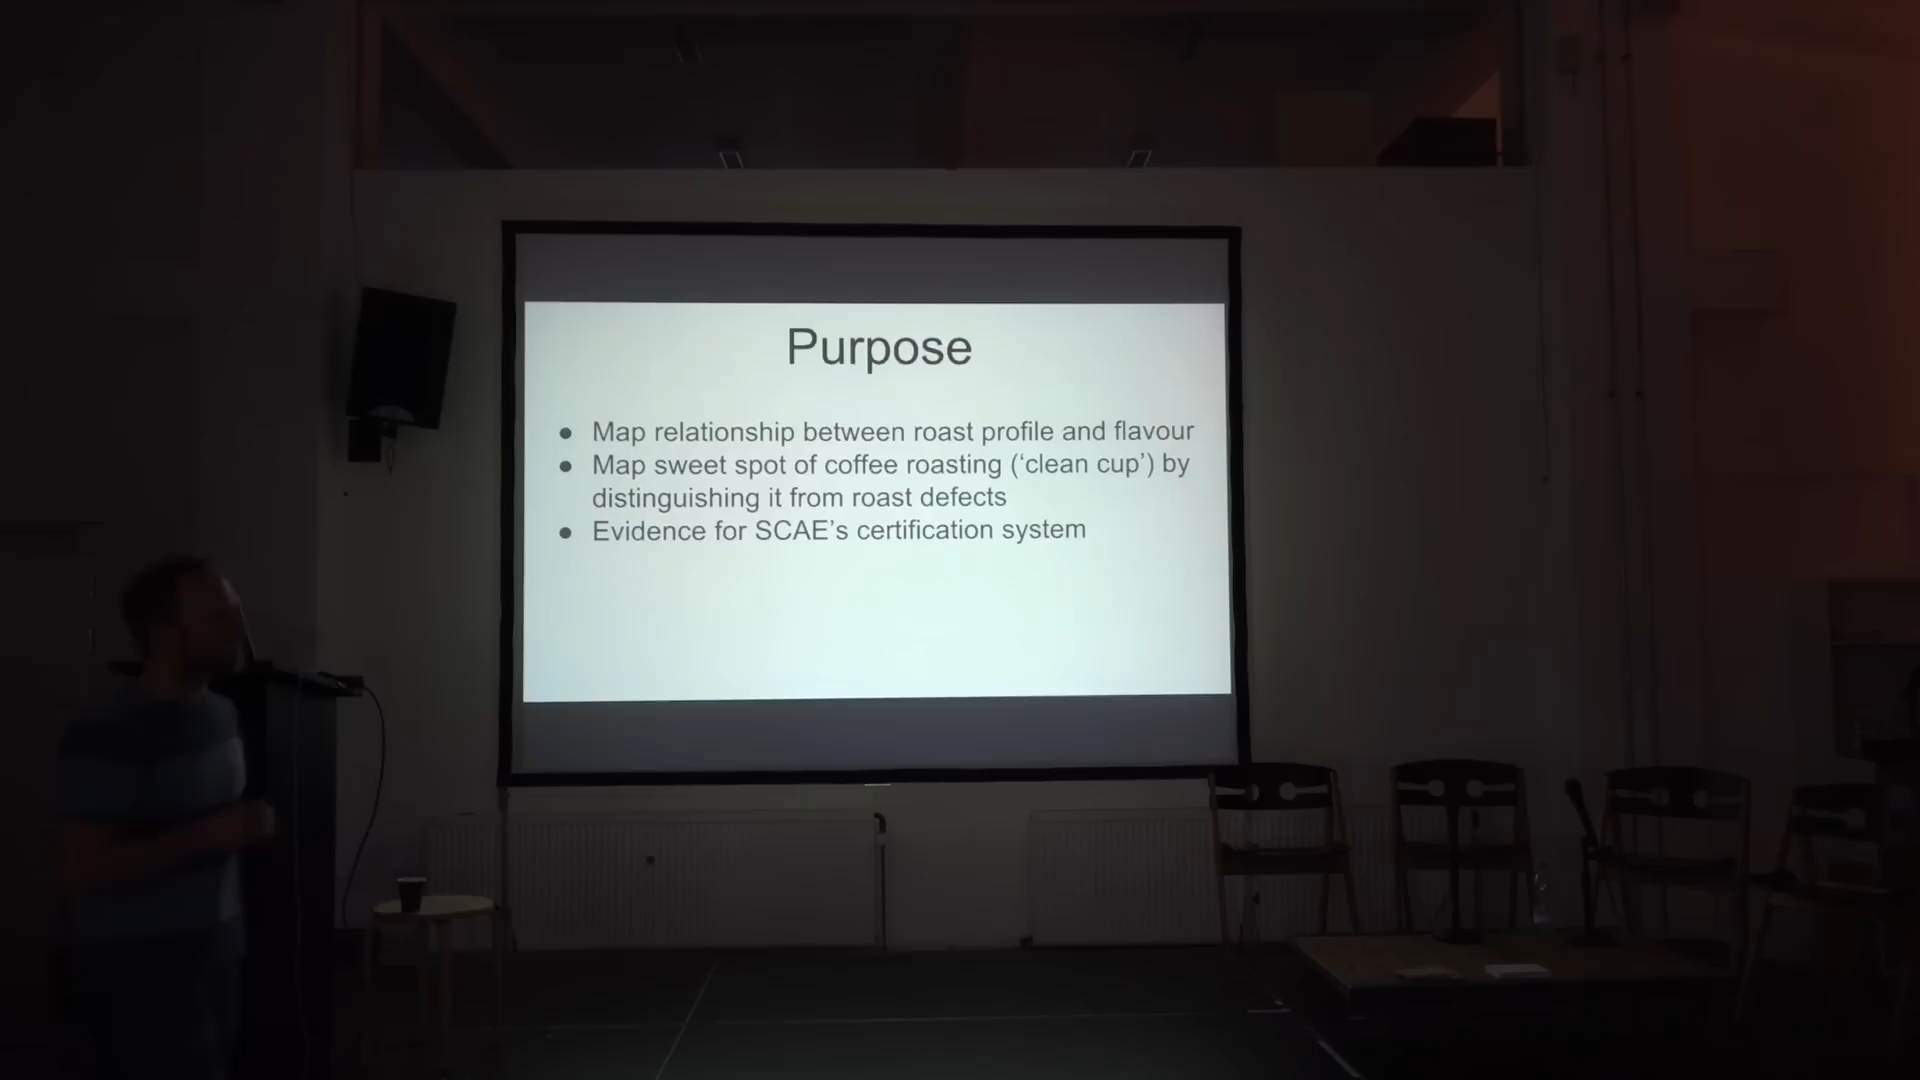 Purpose
● Map relationship between roast profile and flavour
● Map sweet spot of coffee roasting (‘clean cup’) by
distinguishing it from roast defects
● Evidence for SCAE’s certification system